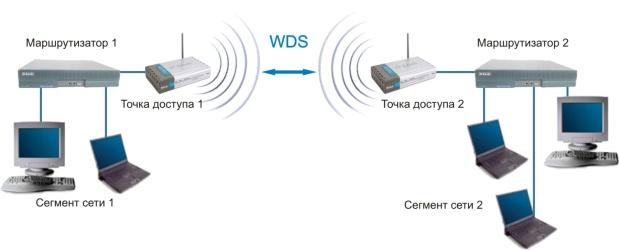 Маршрутизатор 1
WDS
Маршрутизатор 2
Точка доступа 1
Точка доступа 2
Сегмент сети 1
Сегмент сети 2